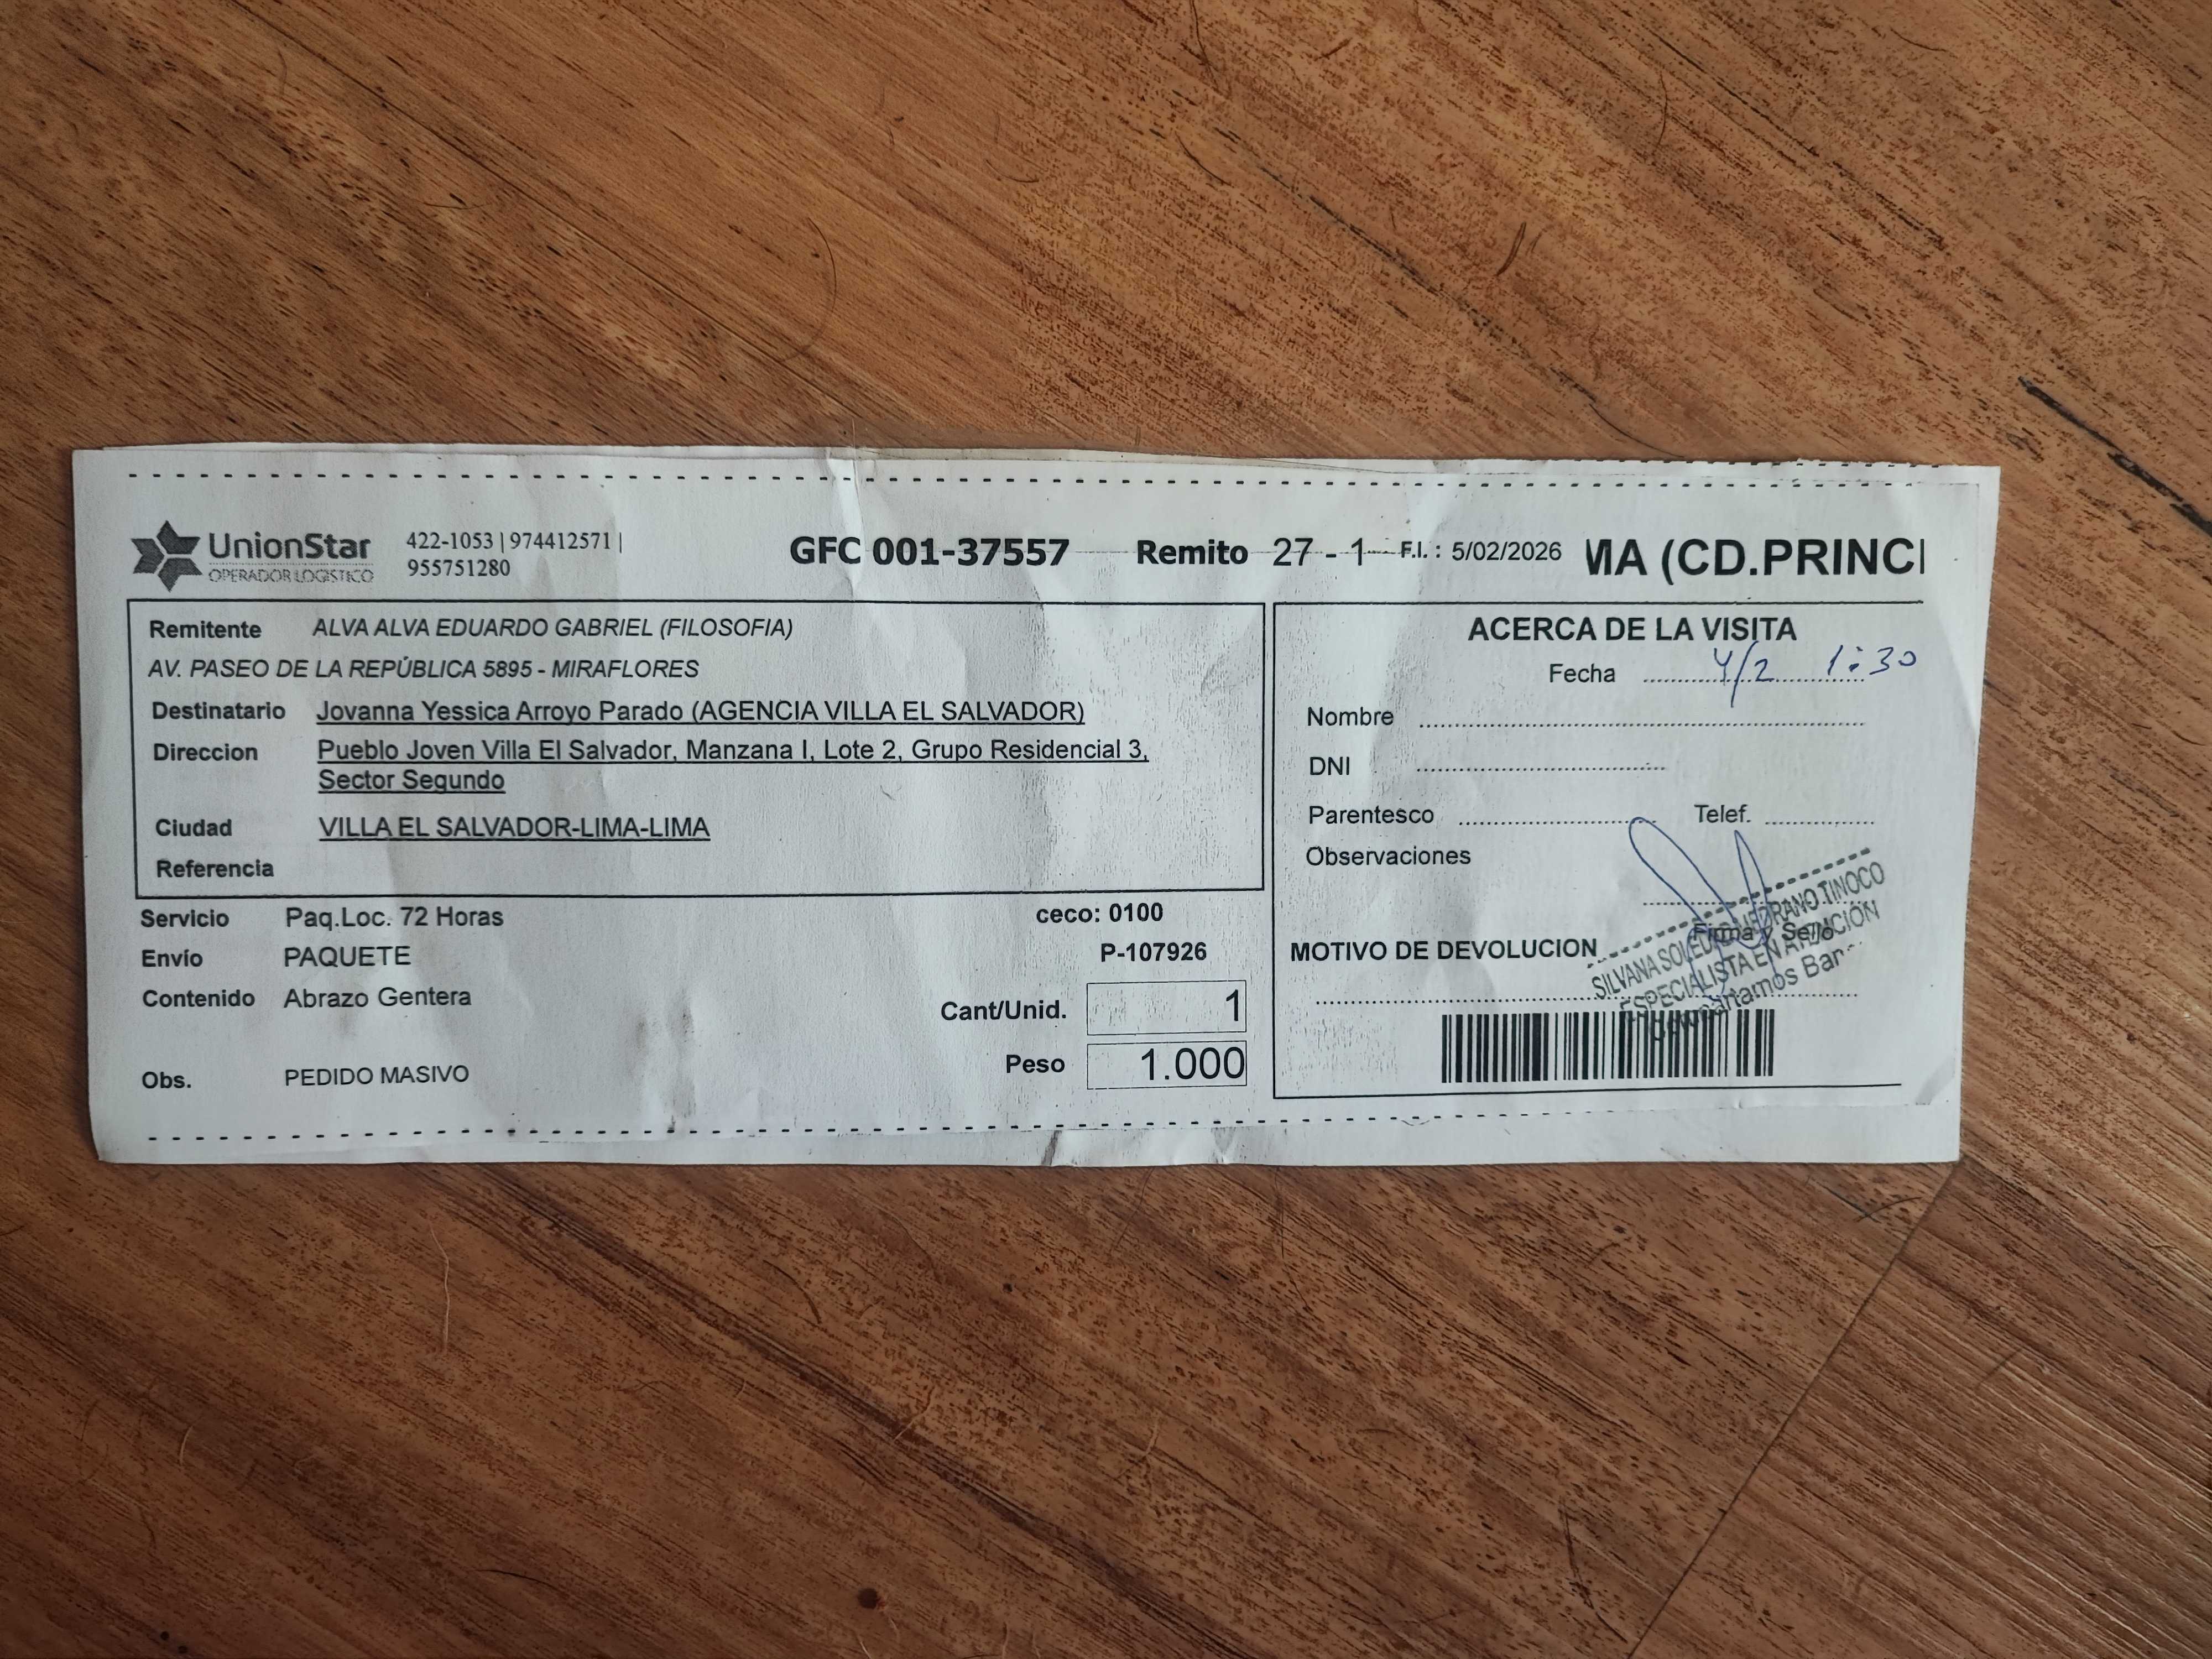 UnionStar
OPERADOR LOGISTICO
422-1053 | 974412571 |
955751280
GFC 001-37557 Remito 27 - 1 F.I. : 5/02/2026 MA (CD.PRINCI
Remitente ALVA ALVA EDUARDO GABRIEL (FILOSOFIA)
AV. PASEO DE LA REPÚBLICA 5895 - MIRAFLORES
Destinatario Jovanna Yessica Arroyo Parado (AGENCIA VILLA EL SALVADOR)
Direccion Pueblo Joven Villa El Salvador, Manzana I, Lote 2, Grupo Residencial 3,
Sector Segundo
Ciudad VILLA EL SALVADOR-LIMA-LIMA
Referencia
Servicio Paq.Loc. 72 Horas
ceco: 0100
Envío PAQUETE
P-107926
Contenido Abrazo Gentera
Cant/Unid. 1
Peso 1.000
Obs. PEDIDO MASIVO
ACERCA DE LA VISITA
Fecha 4/2 1:30
Nombre
DNI
Parentesco Telef.
Observaciones
Firma y Sello
MOTIVO DE DEVOLUCION
SILVANA SOLEDAD TINOCO
ESPECIALISTA EN ATENCIÓN